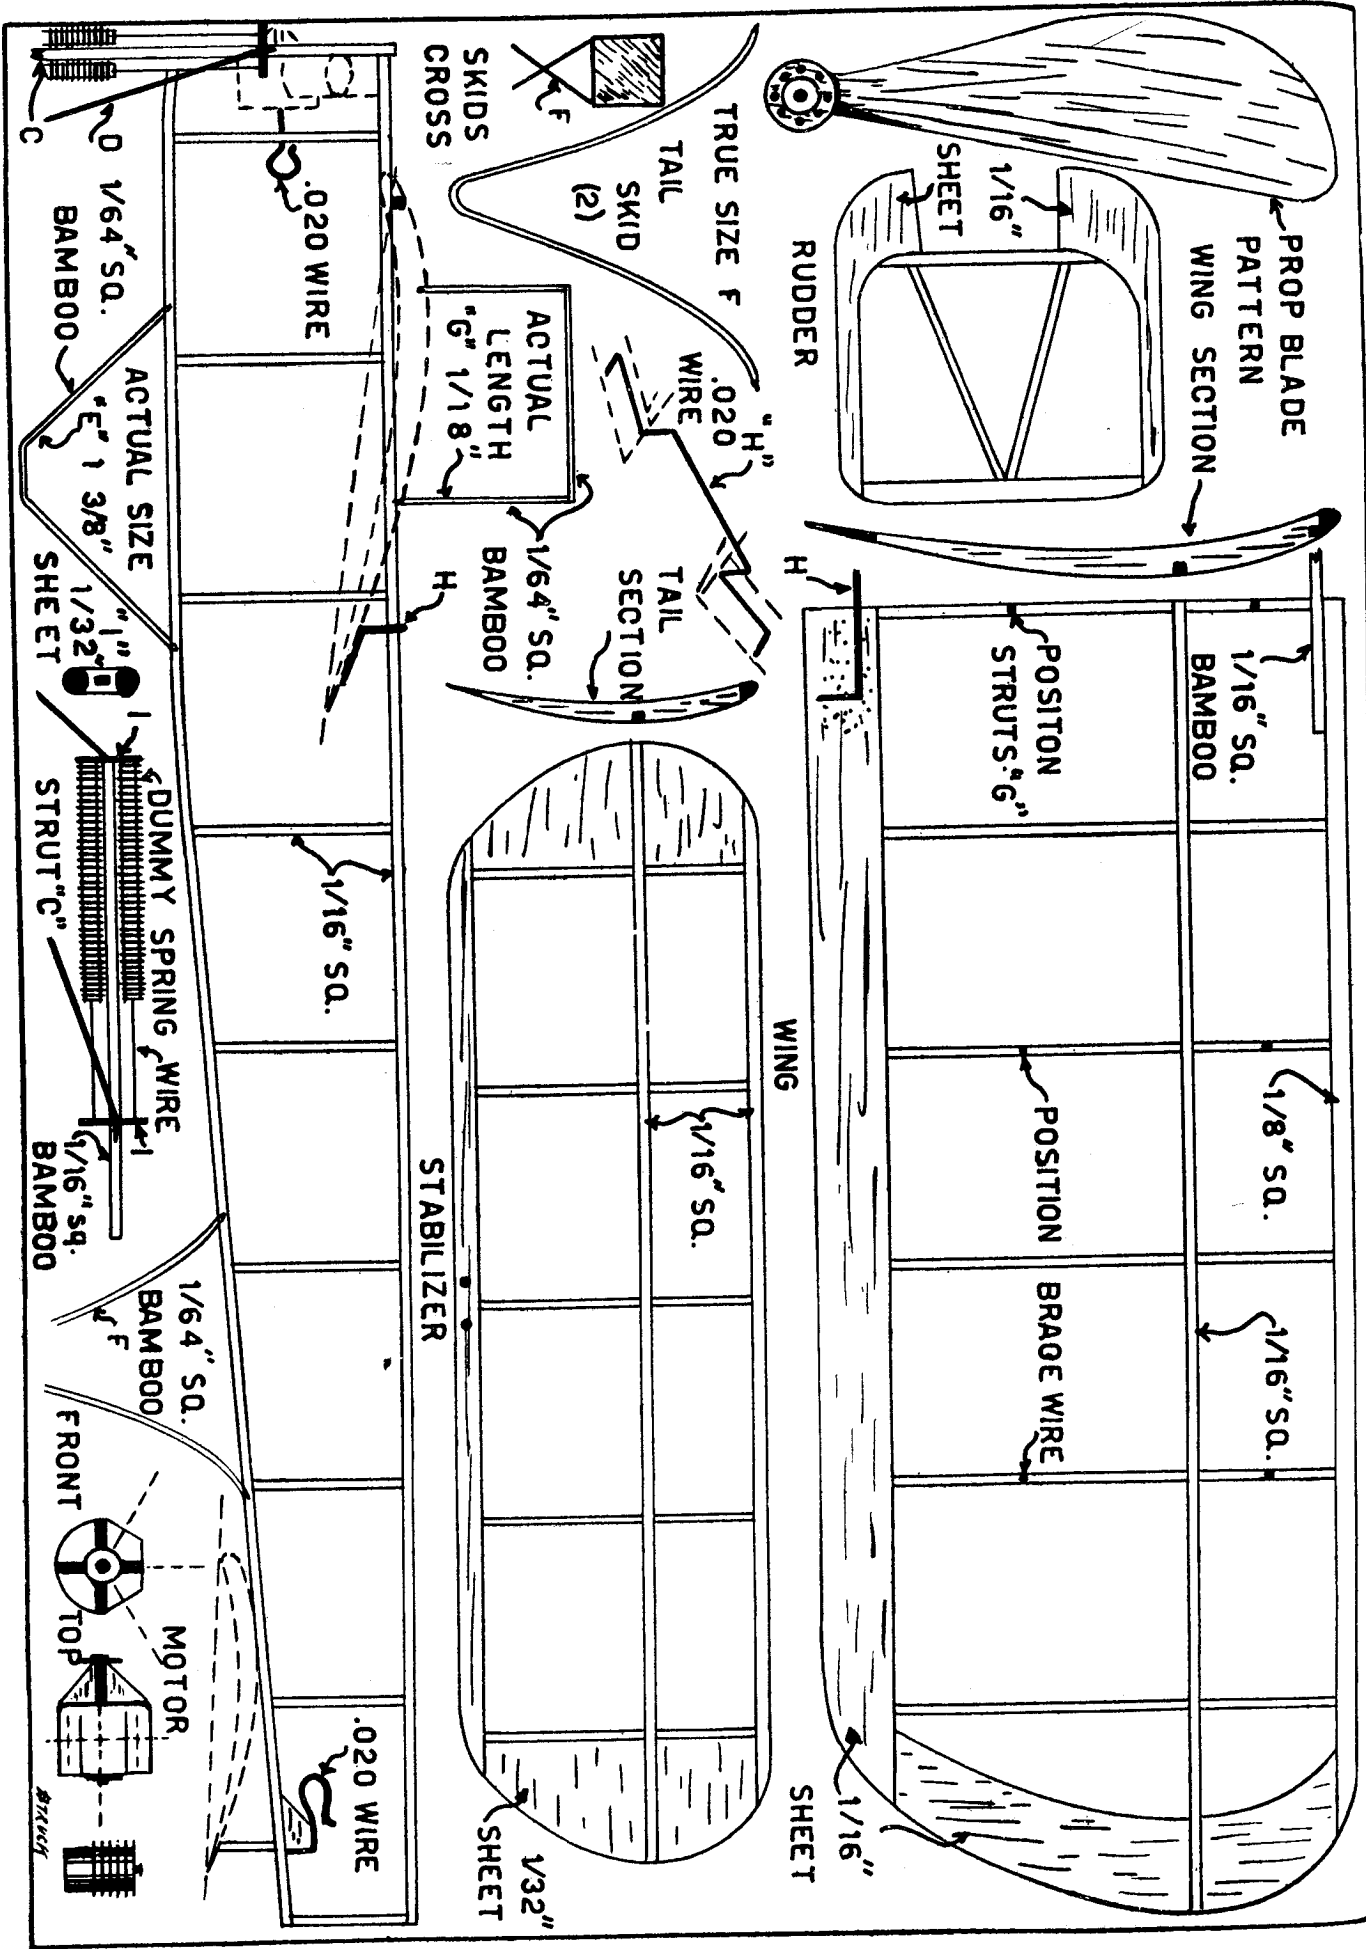 PROP BLADE
PATTERN
WING SECTION
1/16"
SHEET
RUDDER
TRUE SIZE F
TAIL
SKID
(2)
SKIDS
CROSS
F
"H"
.020
WIRE
H
POSITON
STRUTS "G"
1/16" SQ.
BAMBOO
1/8" SQ.
1/16" SQ.
POSITION BRAGE WIRE
1/16"
SHEET
WING
TAIL
SECTION
1/16" SQ.
1/32"
SHEET
STABILIZER
ACTUAL
LENGTH
"G" 1/18"
1/64" SQ.
BAMBOO
H
.020 WIRE
1/16" SQ.
.020 WIRE
C
D
1/64" SQ.
BAMBOO
ACTUAL SIZE
"E" 1 3/8"
"I"
1/32"
SHEET
I
DUMMY SPRING WIRE
STRUT "C"
I
1/16" sq.
BAMBOO
1/64" SQ.
BAMBOO
F
FRONT
TOP
MOTOR